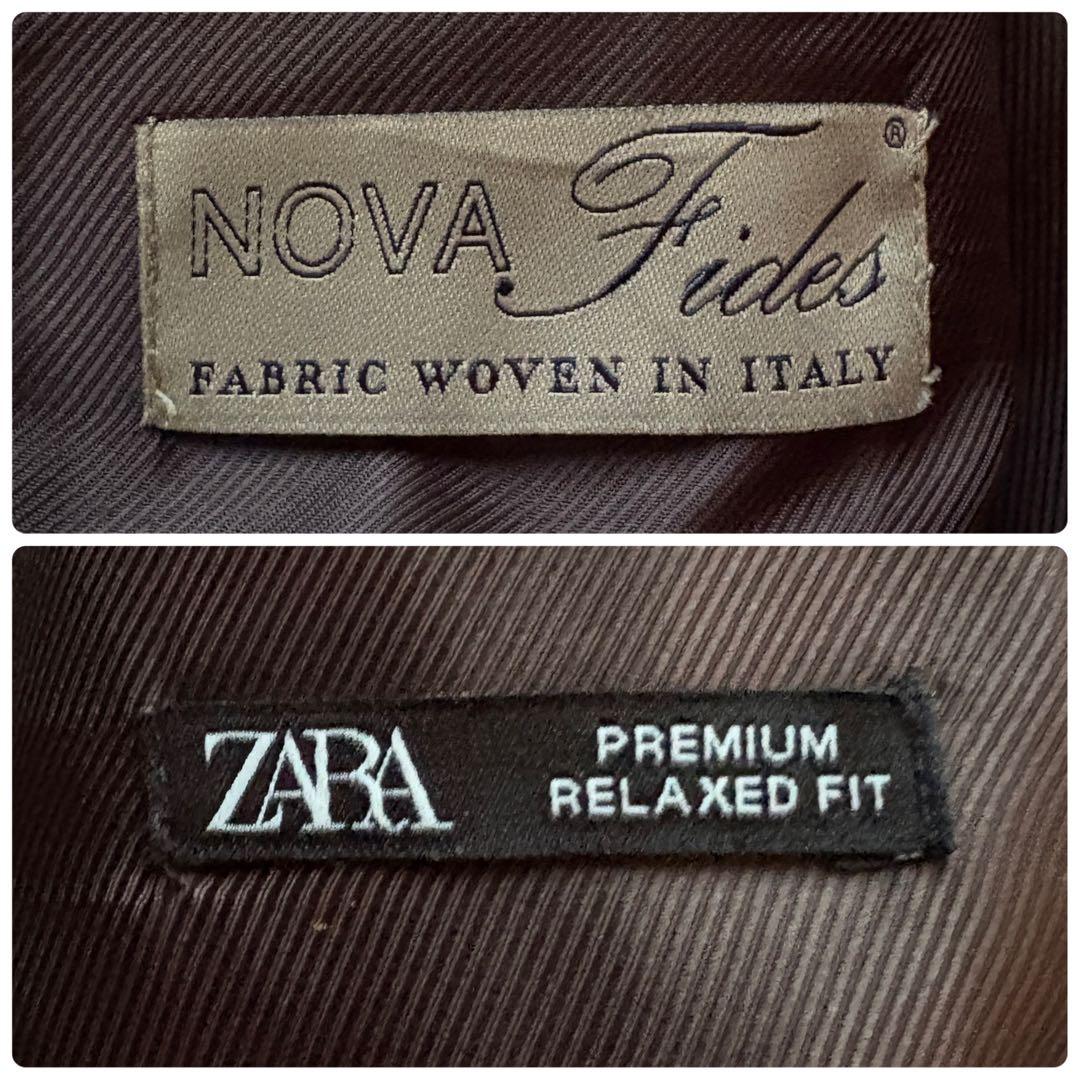 NOVA Fides ®
FABRIC WOVEN IN ITALY
ZARA
PREMIUM
RELAXED FIT